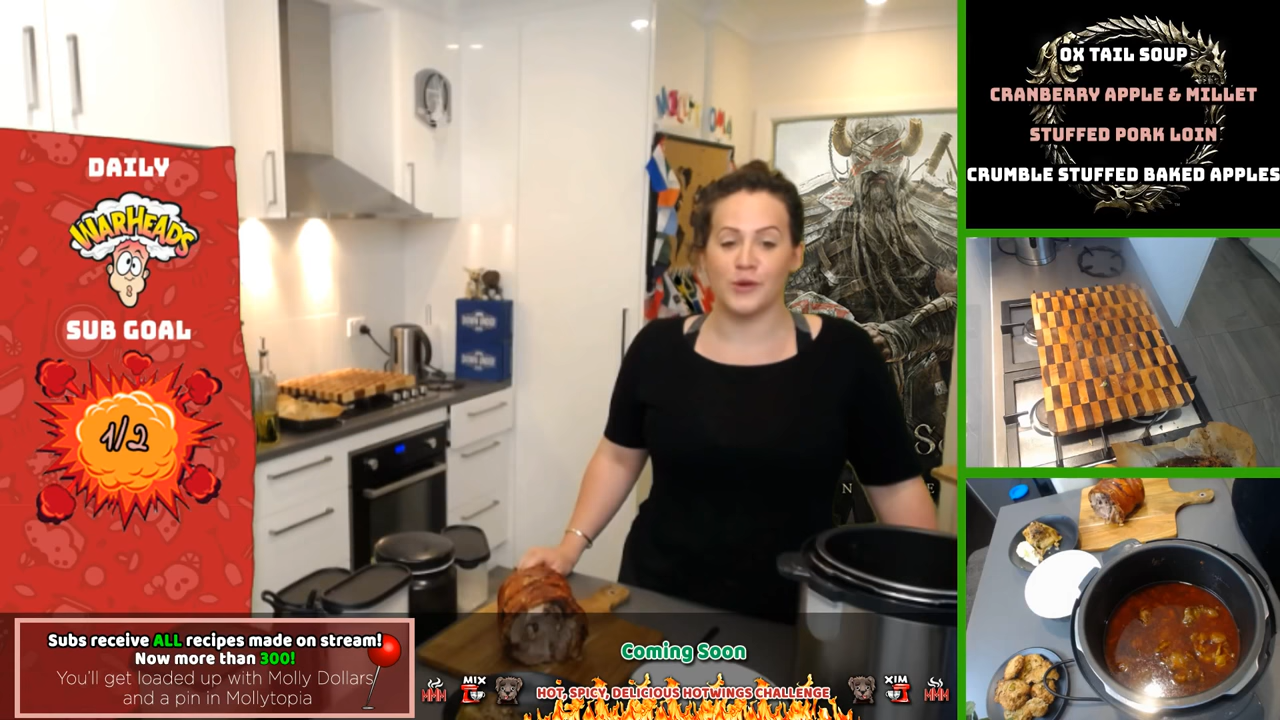 DAILY
WARHEADS
SUB GOAL
1/2
OX TAIL SOUP
CRANBERRY APPLE & MILLET
STUFFED PORK LOIN
CRUMBLE STUFFED BAKED APPLES
Subs receive ALL recipes made on stream!
Now more than 300!
You'll get loaded up with Molly Dollars
and a pin in Mollytopia
Coming Soon
MIX
HOT, SPICY, DELICIOUS HOTWINGS CHALLENGE
XIM